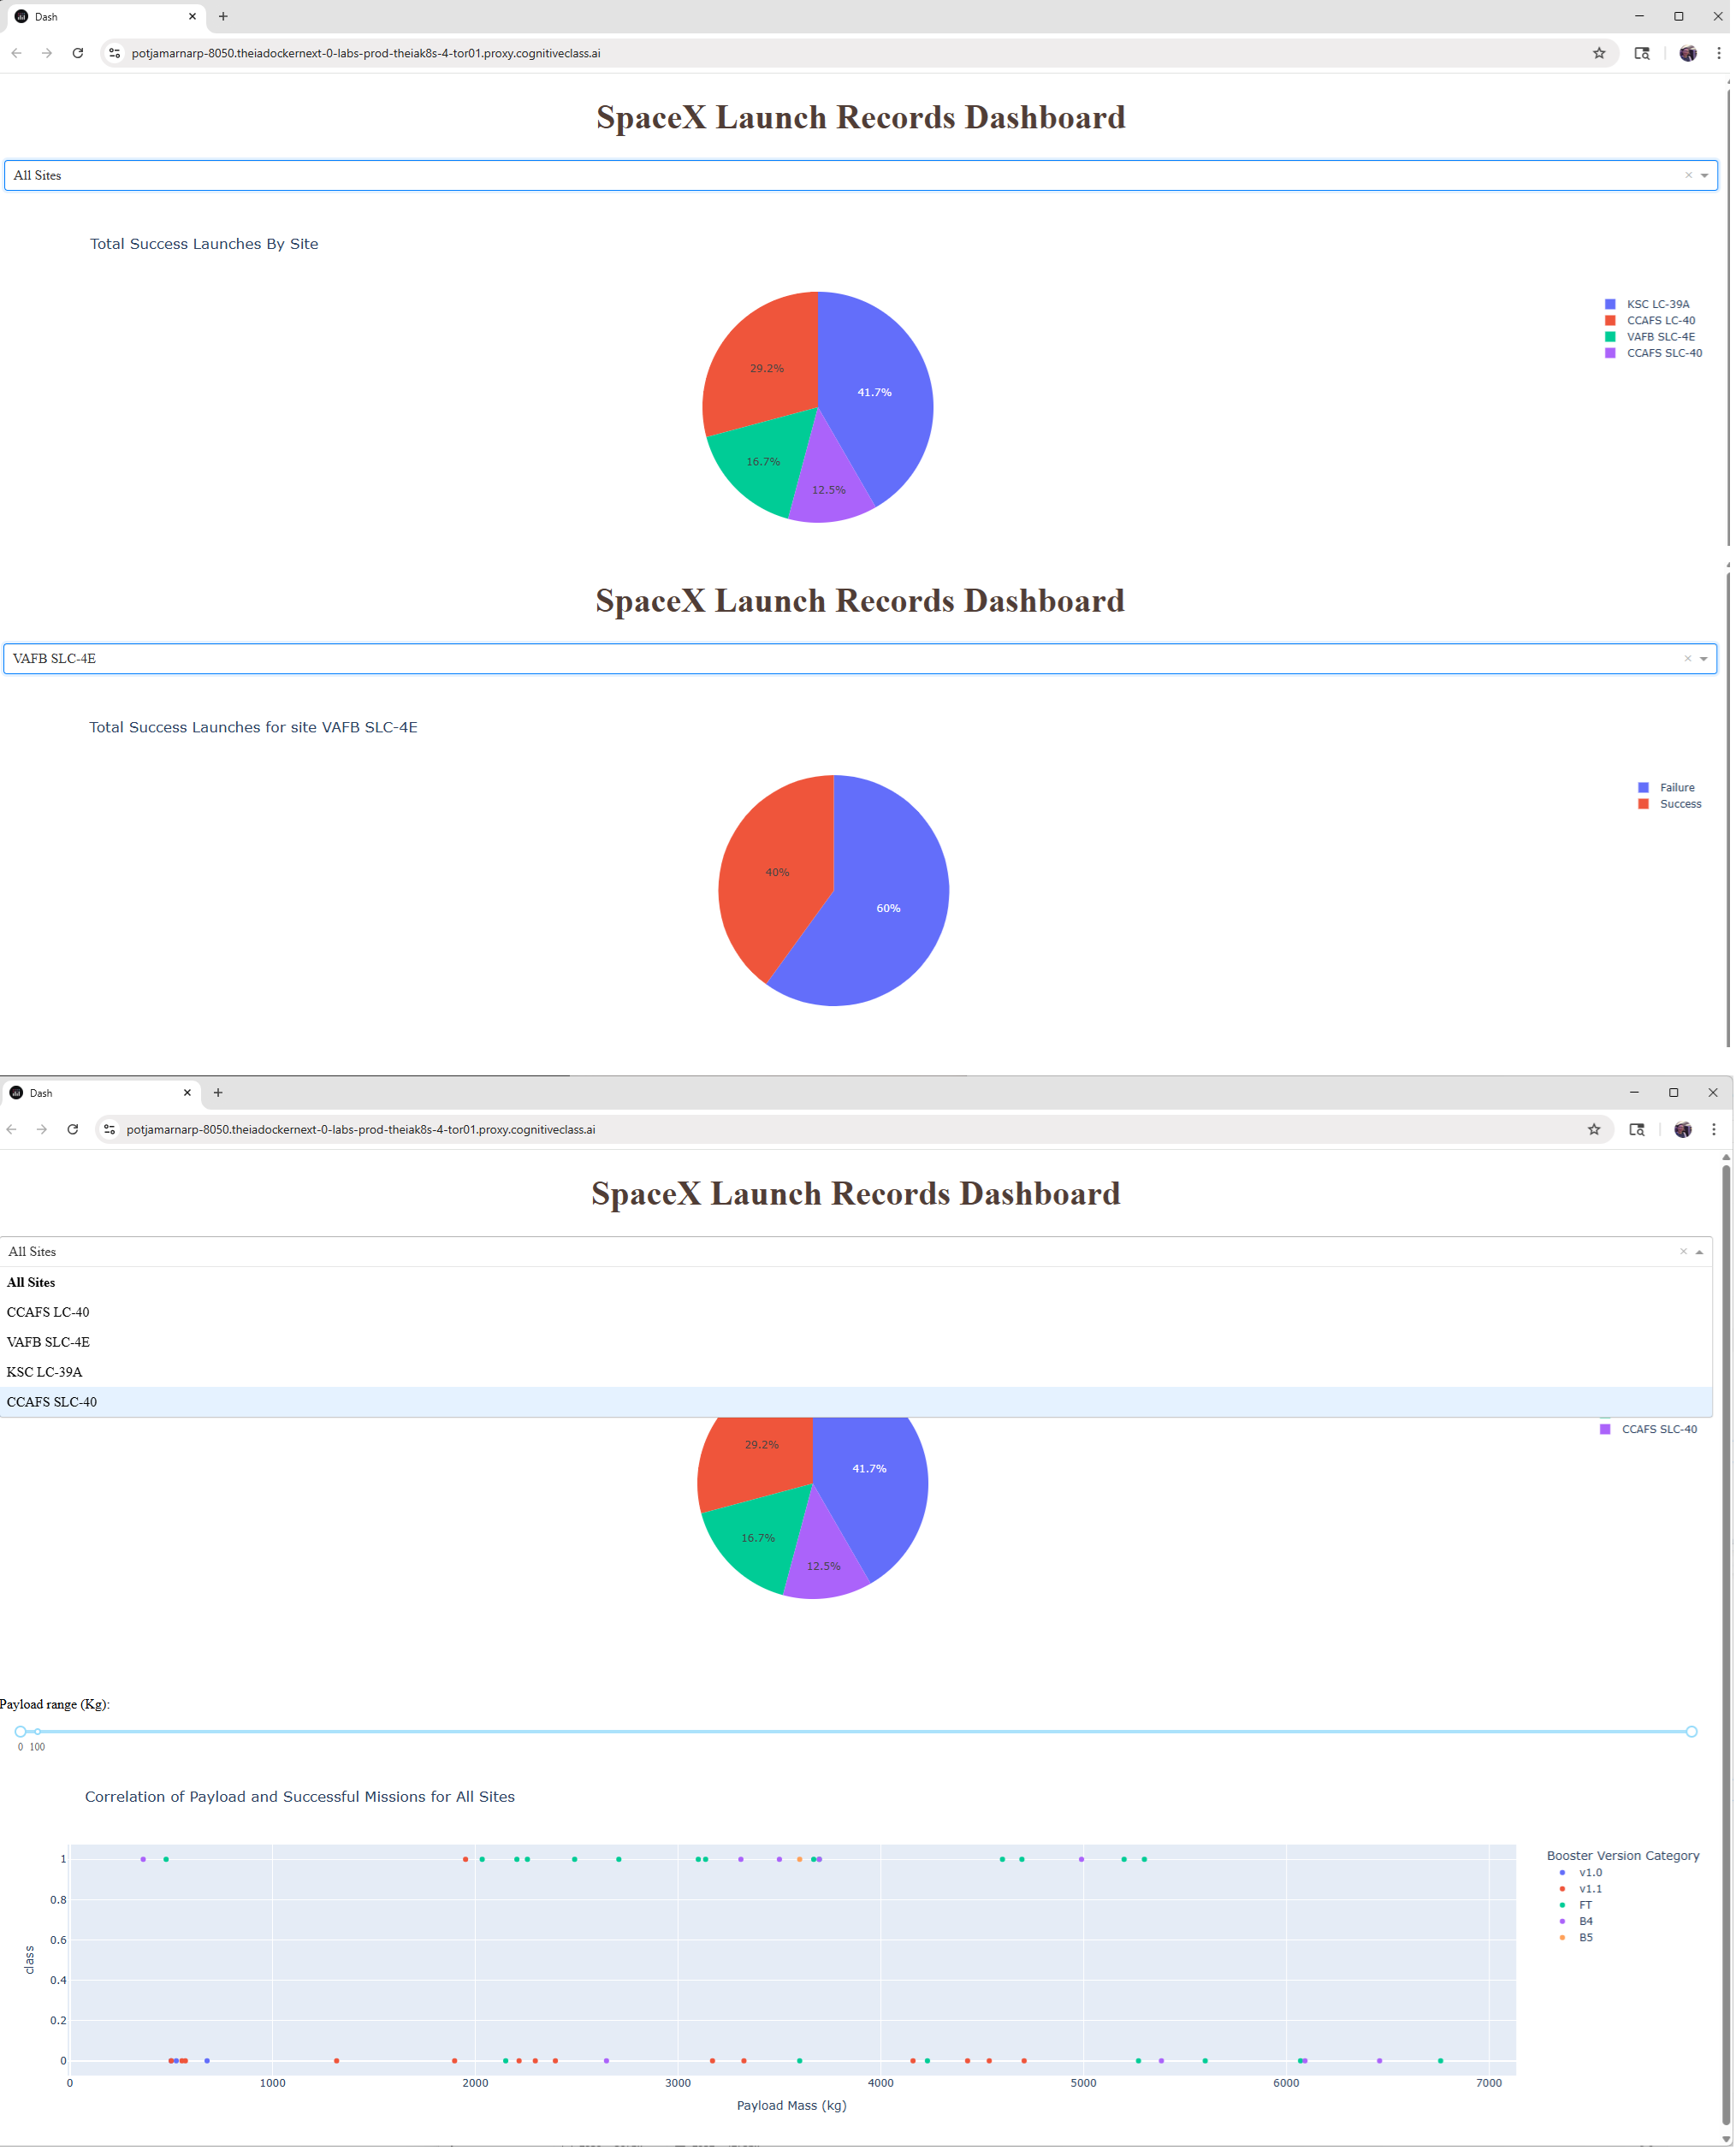 Dash
potjamarnarp-8050.theiadockernext-0-labs-prod-theiak8s-4-tor01.proxy.cognitiveclass.ai
SpaceX Launch Records Dashboard
All Sites
Total Success Launches By Site
KSC LC-39A
CCAFS LC-40
VAFB SLC-4E
CCAFS SLC-40
29.2%
41.7%
16.7%
12.5%
SpaceX Launch Records Dashboard
VAFB SLC-4E
Total Success Launches for site VAFB SLC-4E
Failure
Success
40%
60%
Dash
potjamarnarp-8050.theiadockernext-0-labs-prod-theiak8s-4-tor01.proxy.cognitiveclass.ai
SpaceX Launch Records Dashboard
All Sites
All Sites
CCAFS LC-40
VAFB SLC-4E
KSC LC-39A
CCAFS SLC-40
CCAFS SLC-40
29.2%
41.7%
16.7%
12.5%
Payload range (Kg):
0 100
Correlation of Payload and Successful Missions for All Sites
Booster Version Category
v1.0
v1.1
FT
B4
B5
1
0.8
0.6
0.4
0.2
0
class
0 1000 2000 3000 4000 5000 6000 7000
Payload Mass (kg)